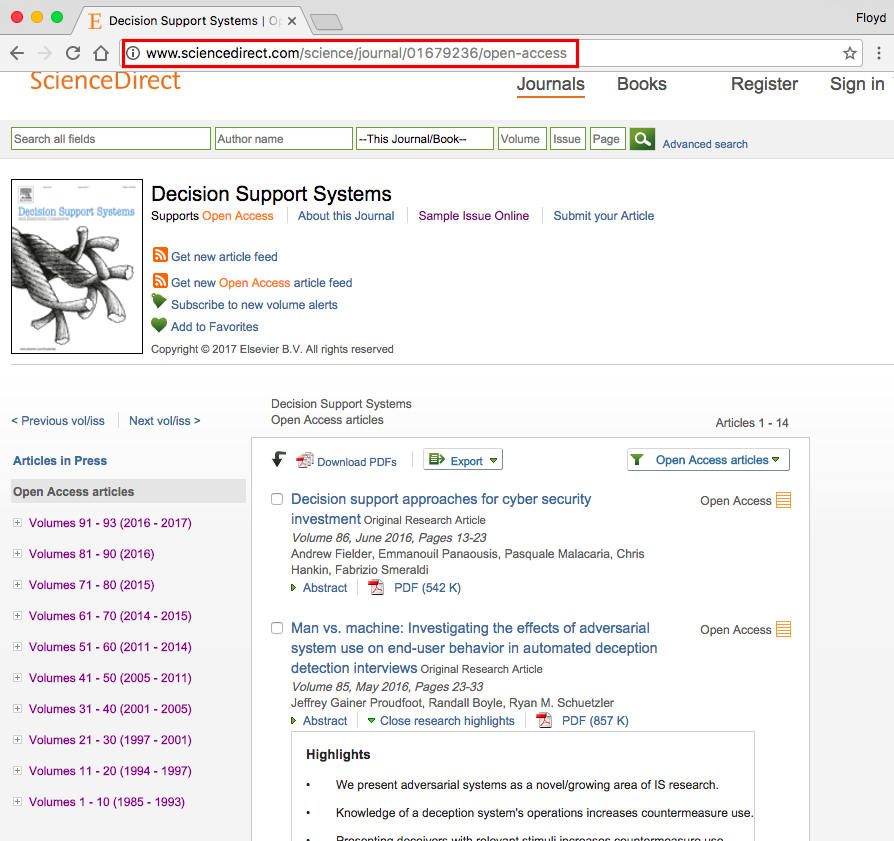 Decision Support Systems | O
Floyd
www.sciencedirect.com/science/journal/01679236/open-access
ScienceDirect
Journals Books Register Sign in
Search all fields Author name --This Journal/Book-- Volume Issue Page Advanced search
Decision Support Systems
Decision Support Systems
Supports Open Access About this Journal Sample Issue Online Submit your Article
Get new article feed
Get new Open Access article feed
Subscribe to new volume alerts
Add to Favorites
Copyright © 2017 Elsevier B.V. All rights reserved
< Previous vol/iss Next vol/iss >
Articles in Press
Open Access articles
Volumes 91 - 93 (2016 - 2017)
Volumes 81 - 90 (2016)
Volumes 71 - 80 (2015)
Volumes 61 - 70 (2014 - 2015)
Volumes 51 - 60 (2011 - 2014)
Volumes 41 - 50 (2005 - 2011)
Volumes 31 - 40 (2001 - 2005)
Volumes 21 - 30 (1997 - 2001)
Volumes 11 - 20 (1994 - 1997)
Volumes 1 - 10 (1985 - 1993)
Decision Support Systems
Open Access articles
Articles 1 - 14
Download PDFs Export Open Access articles
Decision support approaches for cyber security
investment Original Research Article
Open Access
Volume 86, June 2016, Pages 13-23
Andrew Fielder, Emmanouil Panaousis, Pasquale Malacaria, Chris
Hankin, Fabrizio Smeraldi
Abstract PDF (542 K)
Man vs. machine: Investigating the effects of adversarial
system use on end-user behavior in automated deception
detection interviews Original Research Article
Open Access
Volume 85, May 2016, Pages 23-33
Jeffrey Gainer Proudfoot, Randall Boyle, Ryan M. Schuetzler
Abstract Close research highlights PDF (857 K)
Highlights
• We present adversarial systems as a novel/growing area of IS research.
• Knowledge of a deception system's operations increases countermeasure use.
• Presenting deceivers with relevant stimuli increases countermeasure use.